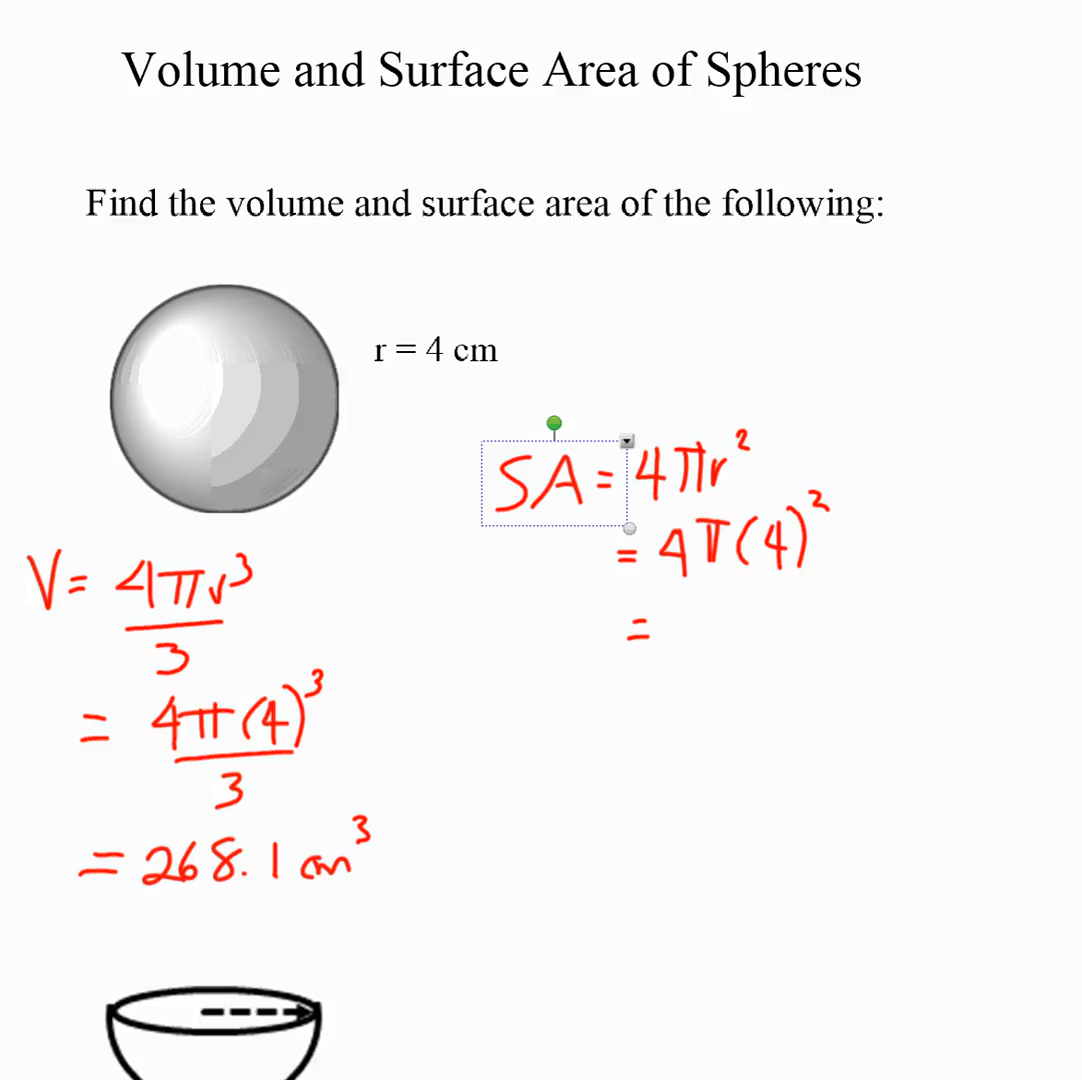 Volume and Surface Area of Spheres
Find the volume and surface area of the following:
r = 4 cm
SA = 4πr²
= 4π(4)²
=
V = 4πr³
3
= 4π(4)³
3
= 268.1 cm³